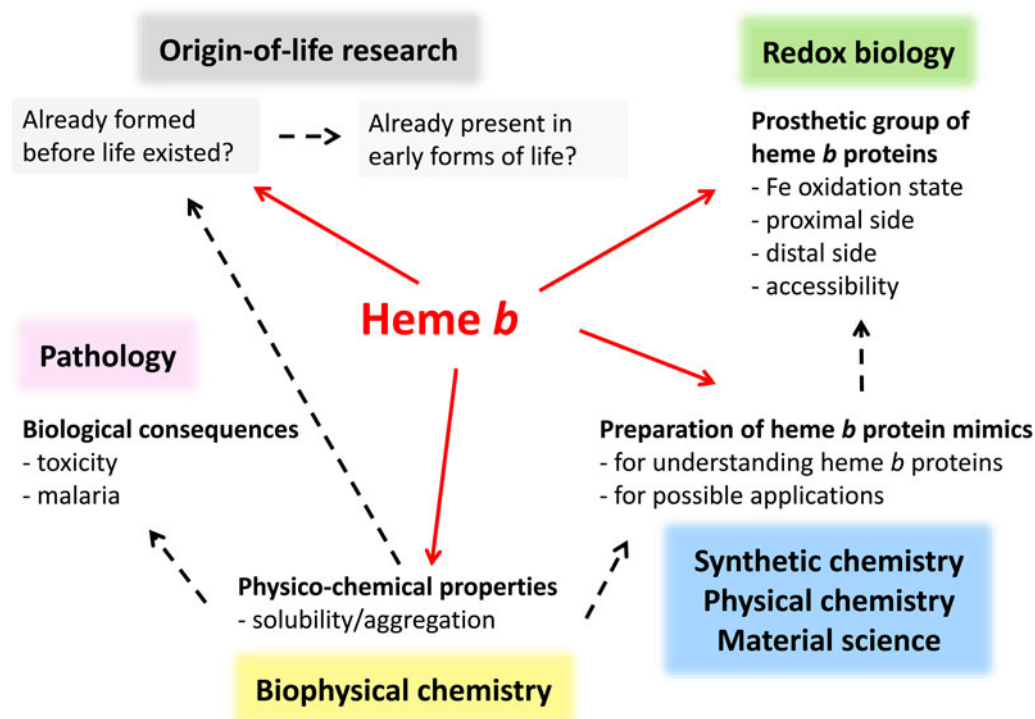 Origin-of-life research
Already formed
before life existed?
Already present in
early forms of life?
Redox biology
Prosthetic group of
heme b proteins
- Fe oxidation state
- proximal side
- distal side
- accessibility
Heme b
Pathology
Biological consequences
- toxicity
- malaria
Preparation of heme b protein mimics
- for understanding heme b proteins
- for possible applications
Synthetic chemistry
Physical chemistry
Material science
Physico-chemical properties
- solubility/aggregation
Biophysical chemistry